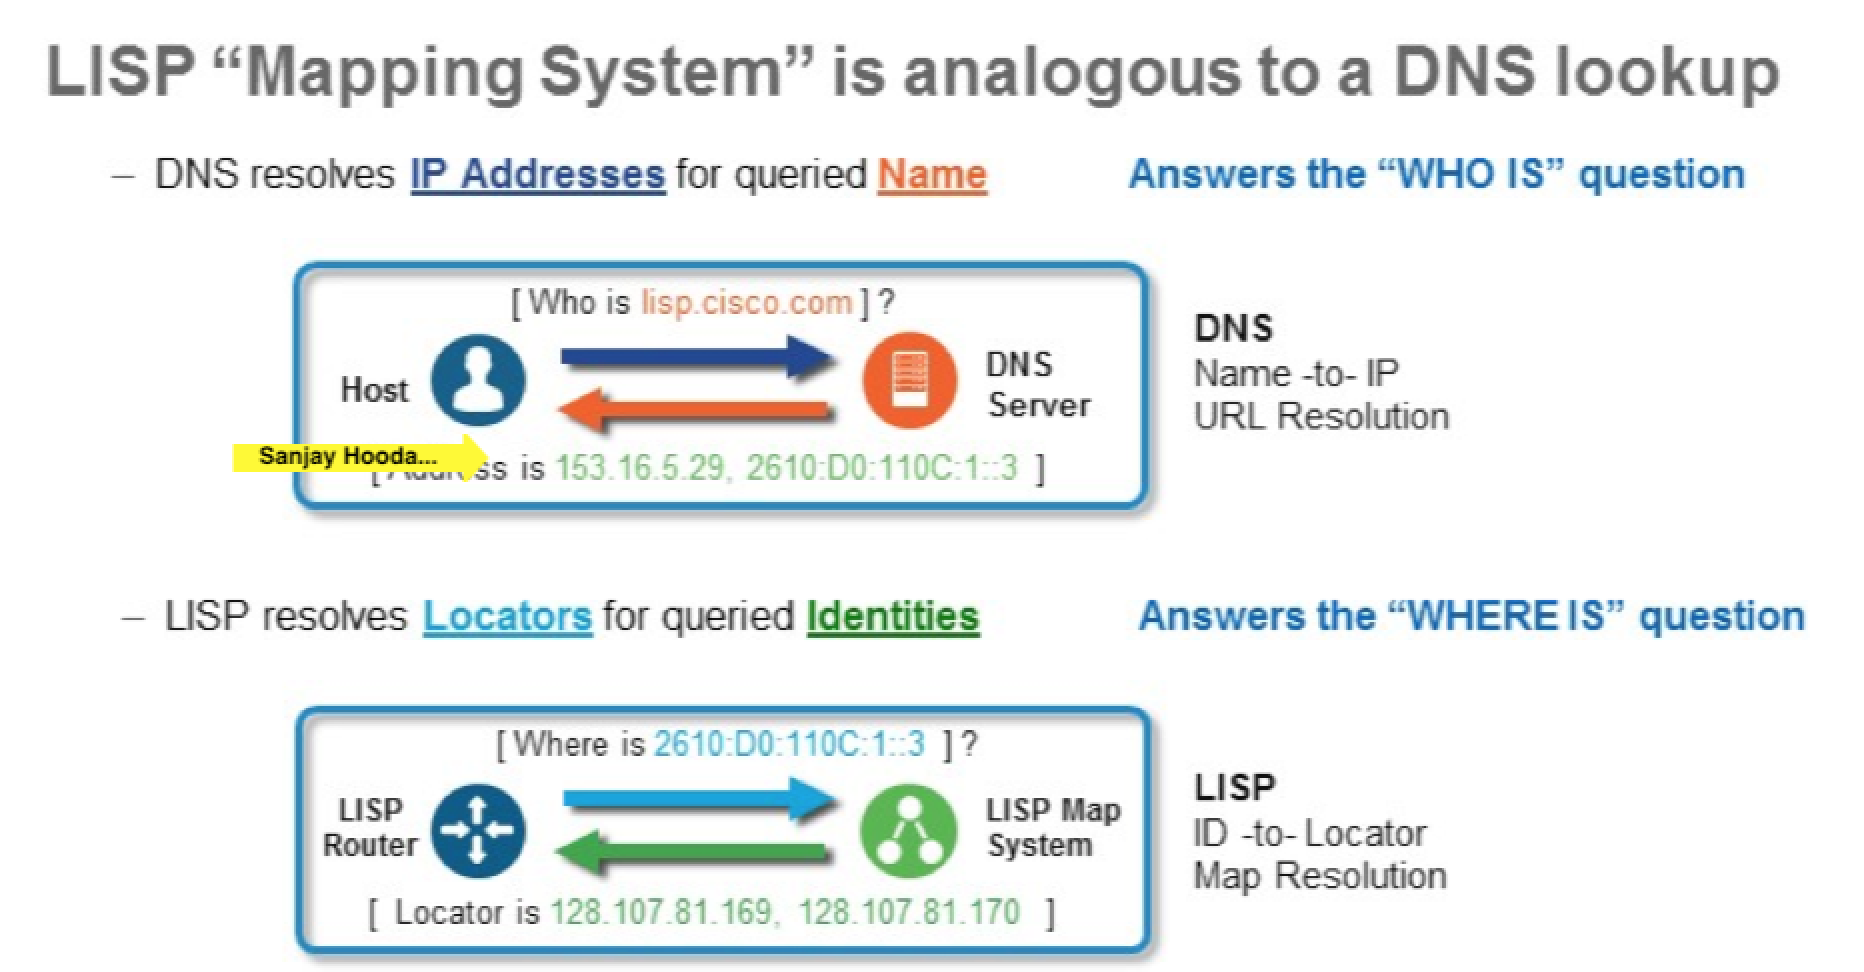 LISP “Mapping System” is analogous to a DNS lookup
– DNS resolves IP Addresses for queried Name
Answers the “WHO IS” question
[ Who is lisp.cisco.com ] ?
Host
DNS
Server
Sanjay Hooda...
[ Address is 153.16.5.29, 2610:D0:110C:1::3 ]
DNS
Name -to- IP
URL Resolution
– LISP resolves Locators for queried Identities
Answers the “WHERE IS” question
[ Where is 2610:D0:110C:1::3 ] ?
LISP
Router
LISP Map
System
[ Locator is 128.107.81.169, 128.107.81.170 ]
LISP
ID -to- Locator
Map Resolution